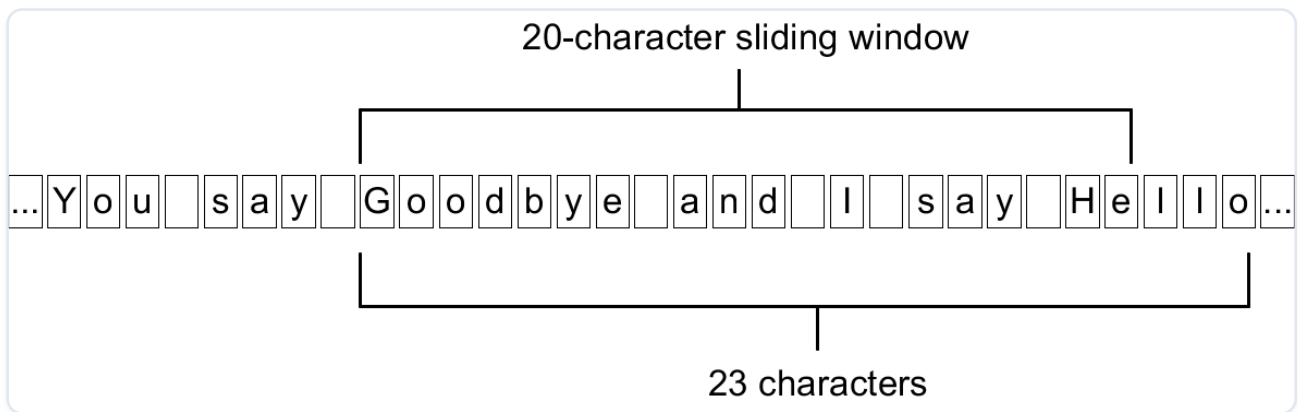 20-character sliding window
...You say Goodbye and I say Hello...
23 characters